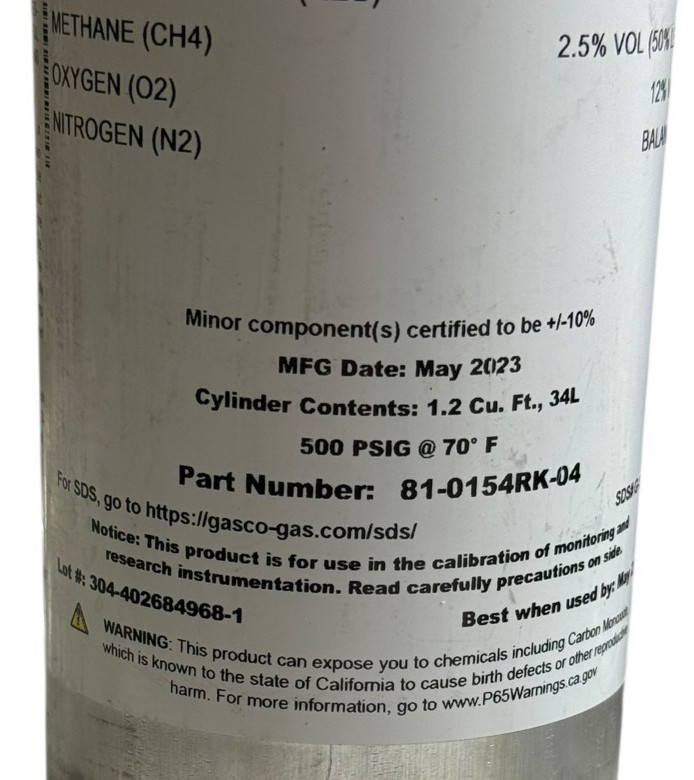 METHANE (CH4) 2.5% VOL (50%
OXYGEN (O2) 12%
NITROGEN (N2)
Minor component(s) certified to be +/-10%
MFG Date: May 2023
Cylinder Contents: 1.2 Cu. Ft., 34L
500 PSIG @ 70° F
Part Number: 81-0154RK-04
For SDS, go to https://gasco-gas.com/sds/
Notice: This product is for use in the calibration of monitoring and
research instrumentation. Read carefully precautions on side.
Lot #: 304-402684968-1 Best when used by: May
WARNING: This product can expose you to chemicals including Carbon Monoxide,
which is known to the state of California to cause birth defects or other reproductive
harm. For more information, go to www.P65Warnings.ca.gov